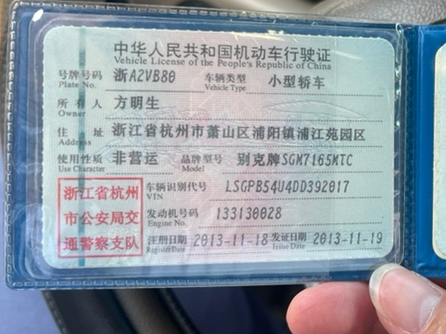 中华人民共和国机动车行驶证
Vehicle License of the People's Republic of China
号牌号码 浙A2VB80 车辆类型 小型轿车
Plate No. Vehicle Type
所有人 方明生
Owner
住址 浙江省杭州市萧山区浦阳镇浦江苑园区
Address
使用性质 非营运 品牌型号 别克牌SGM7165MTC
Use Character Model
浙江省杭州
市公安局交
通警察支队
车辆识别代号 LSGPB54U4DD392017
VIN
发动机号码 133130028
Engine No.
注册日期 2013-11-18 发证日期 2013-11-19
Register Date Issue Date